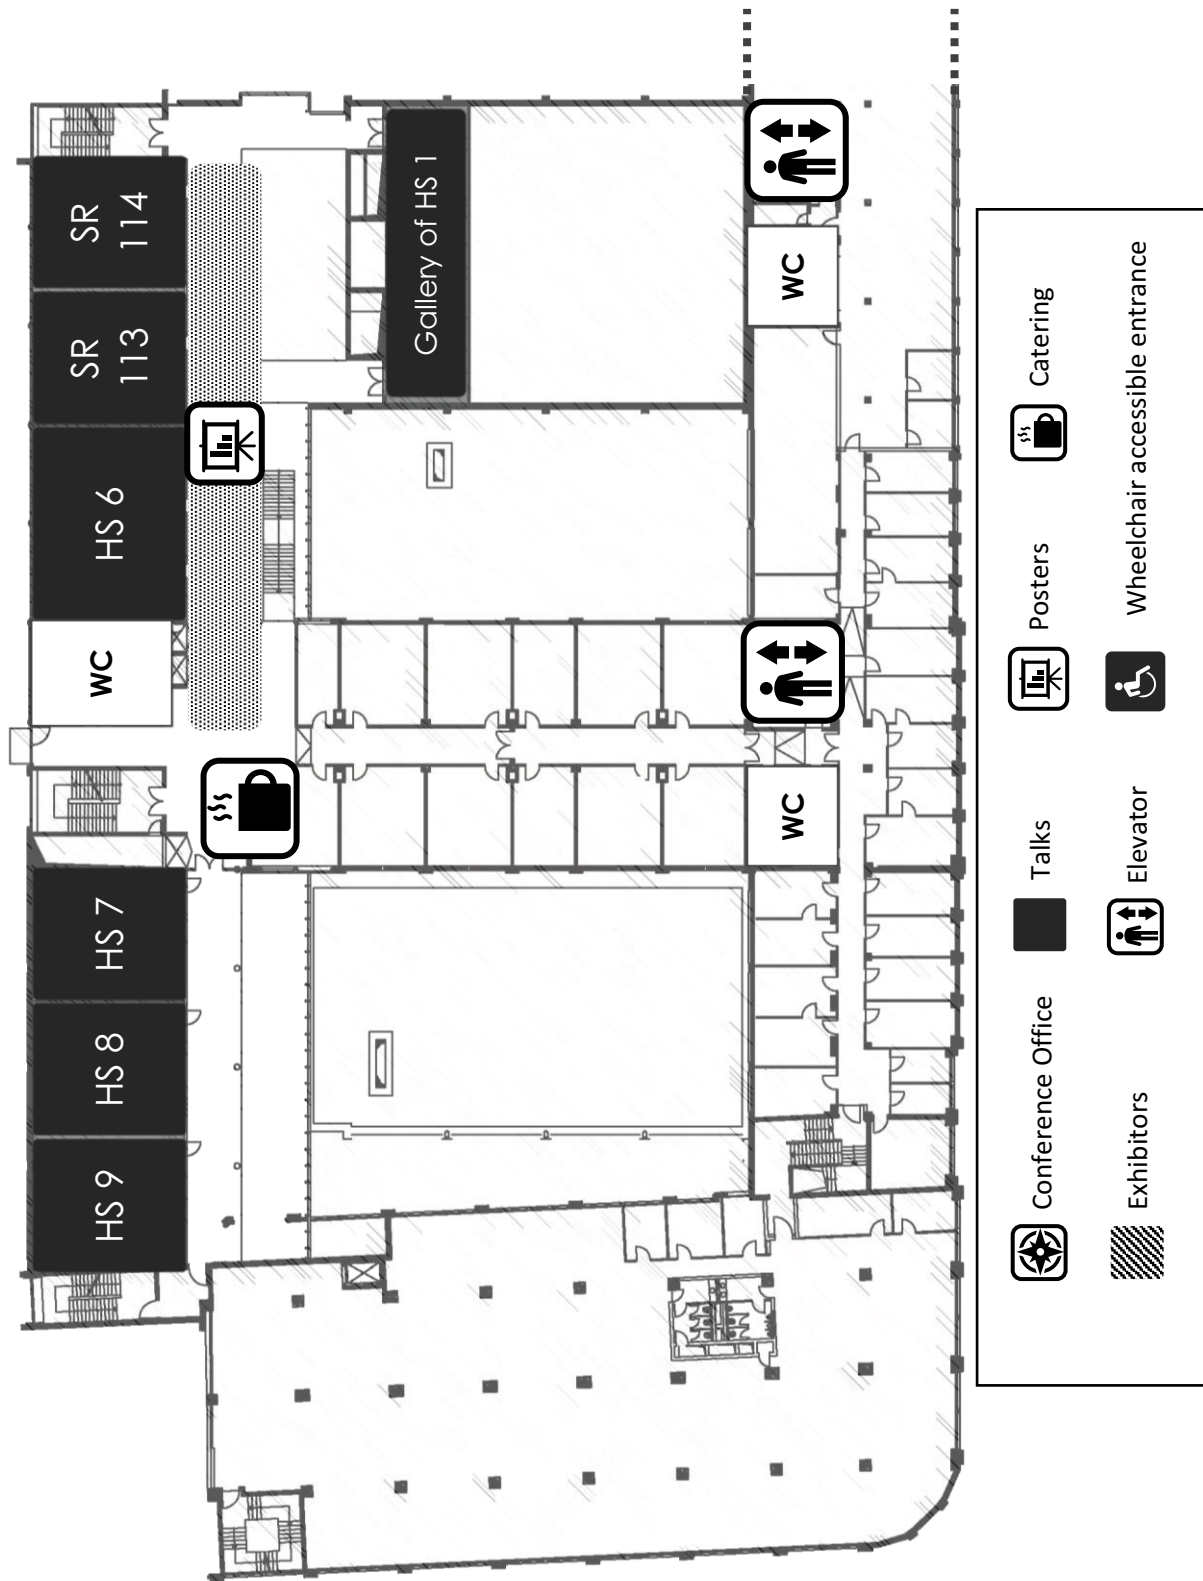 HS 9
HS 8
HS 7
WC
HS 6
SR
113
SR
114
Gallery of HS 1
WC
WC
Conference Office
Talks
Posters
Catering
Exhibitors
Elevator
Wheelchair accessible entrance